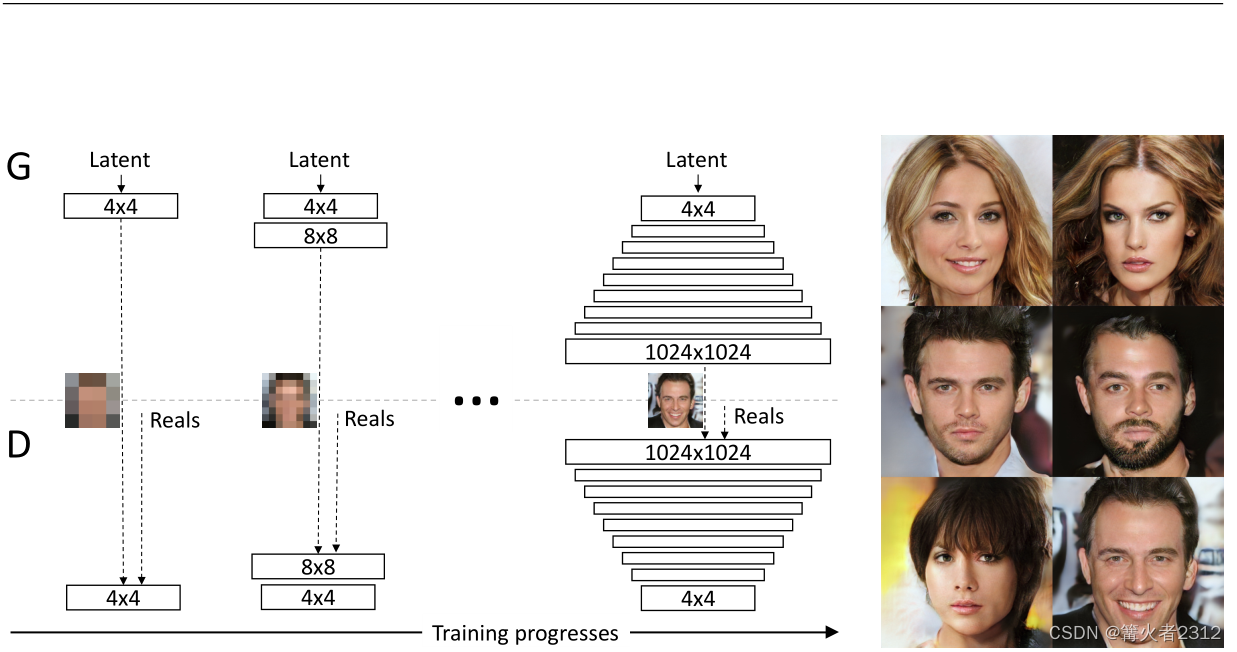 G
Latent
Latent
Latent
4x4
4x4
4x4
8x8
1024x1024
Reals
Reals
Reals
D
1024x1024
8x8
4x4
4x4
4x4
Training progresses
CSDN @篝火者2312